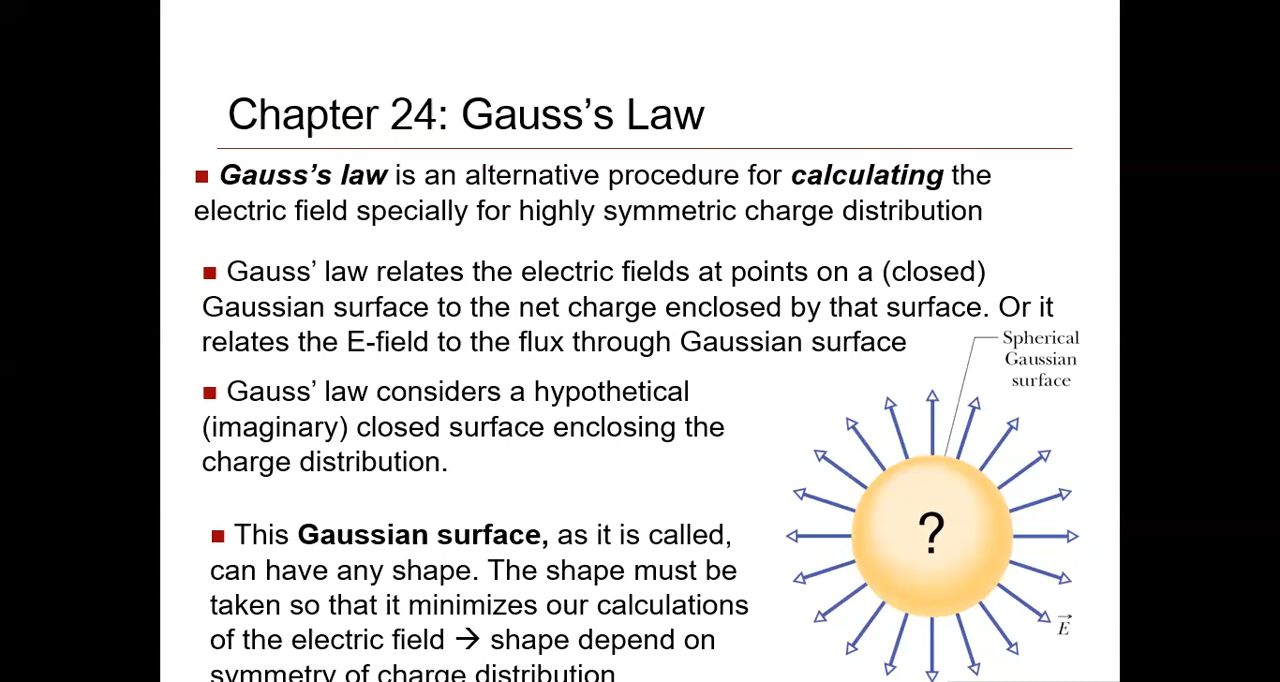 Chapter 24: Gauss's Law
■ Gauss's law is an alternative procedure for calculating the
electric field specially for highly symmetric charge distribution
■ Gauss' law relates the electric fields at points on a (closed)
Gaussian surface to the net charge enclosed by that surface. Or it
relates the E-field to the flux through Gaussian surface
Spherical
Gaussian
surface
■ Gauss' law considers a hypothetical
(imaginary) closed surface enclosing the
charge distribution.
?
■ This Gaussian surface, as it is called,
can have any shape. The shape must be
taken so that it minimizes our calculations
of the electric field → shape depend on
symmetry of charge distribution
E⃗